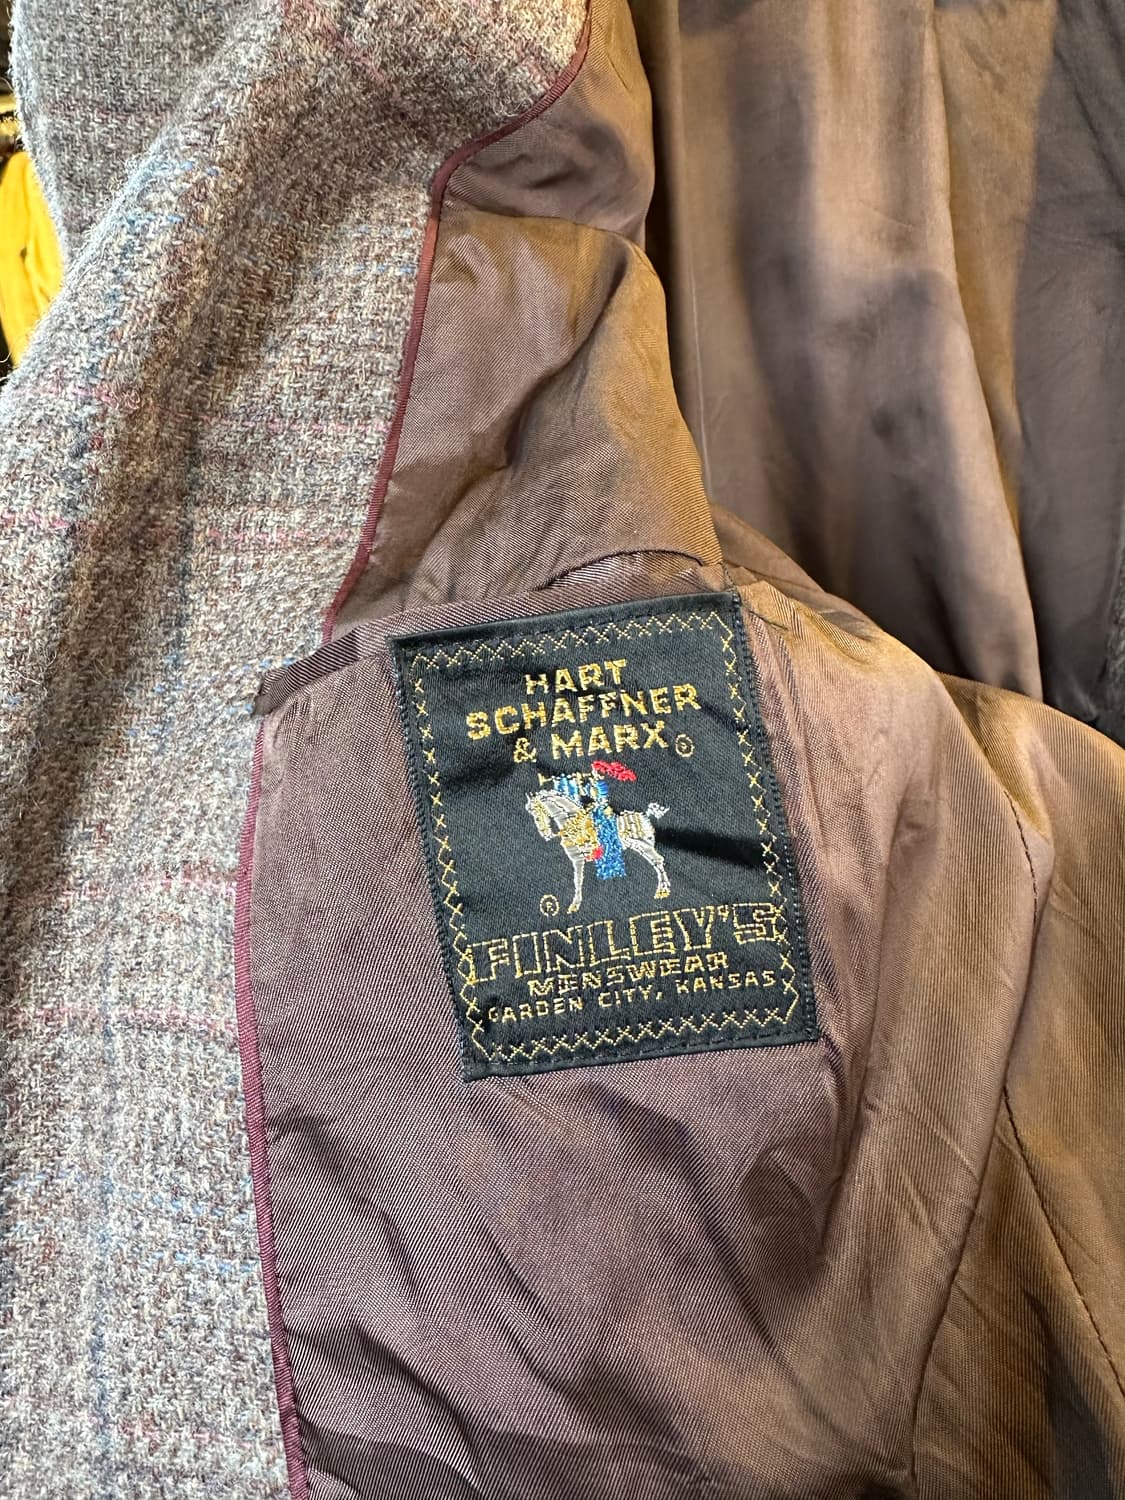 HART
SCHAFFNER
& MARX®
®
FINLEY'S
MENSWEAR
GARDEN CITY, KANSAS